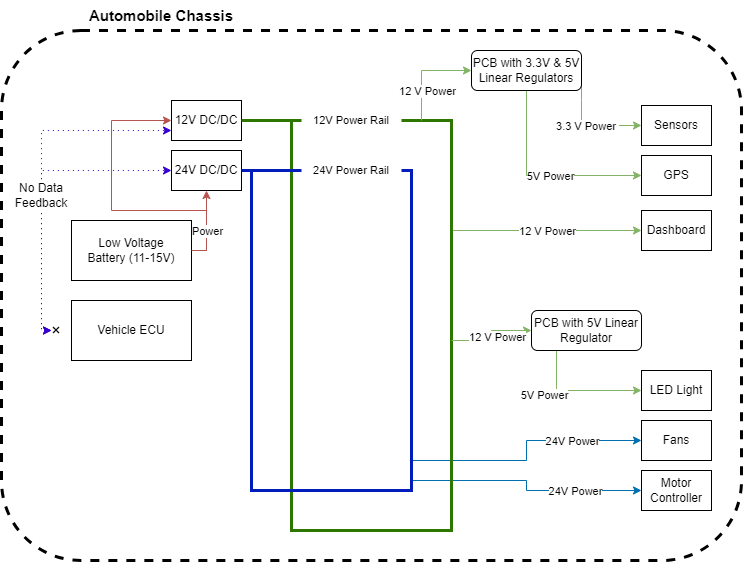 Automobile Chassis
PCB with 3.3V & 5V
Linear Regulators
12 V Power
12V DC/DC
12V Power Rail
3.3 V Power
Sensors
24V DC/DC
24V Power Rail
5V Power
GPS
No Data
Feedback
Power
12 V Power
Dashboard
Low Voltage
Battery (11-15V)
Vehicle ECU
PCB with 5V Linear
Regulator
12 V Power
5V Power
LED Light
24V Power
Fans
24V Power
Motor
Controller